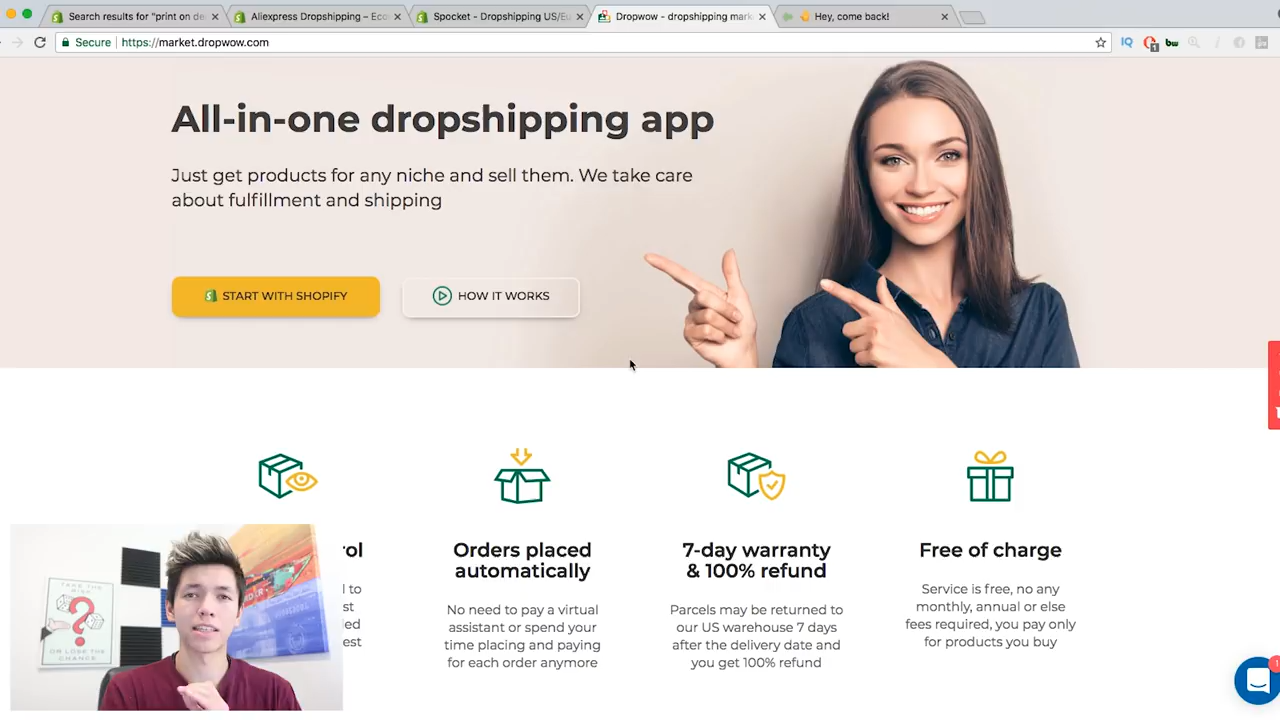 Search results for "print on de
Aliexpress Dropshipping – Eco
Spocket - Dropshipping US/Eu
Dropwow - dropshipping mark
👋 Hey, come back!
Secure
https://market.dropwow.com
All-in-one dropshipping app
Just get products for any niche and sell them. We take care
about fulfillment and shipping
START WITH SHOPIFY
HOW IT WORKS
rol
d to
st
ied
est
Orders placed
automatically
No need to pay a virtual
assistant or spend your
time placing and paying
for each order anymore
7-day warranty
& 100% refund
Parcels may be returned to
our US warehouse 7 days
after the delivery date and
you get 100% refund
Free of charge
Service is free, no any
monthly, annual or else
fees required, you pay only
for products you buy
TAKE THE
RISK
?
OR LOSE THE
CHANCE
1